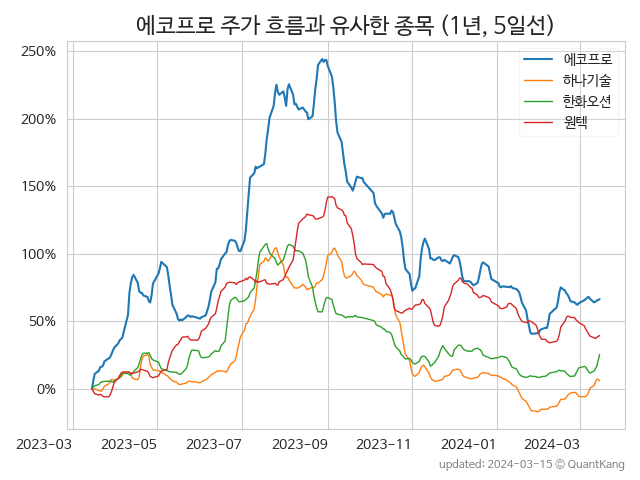 에코프로 주가 흐름과 유사한 종목 (1년, 5일선)
250%
200%
150%
100%
50%
0%
에코프로
하나기술
한화오션
원텍
2023-03 2023-05 2023-07 2023-09 2023-11 2024-01 2024-03
updated: 2024-03-15 © QuantKang